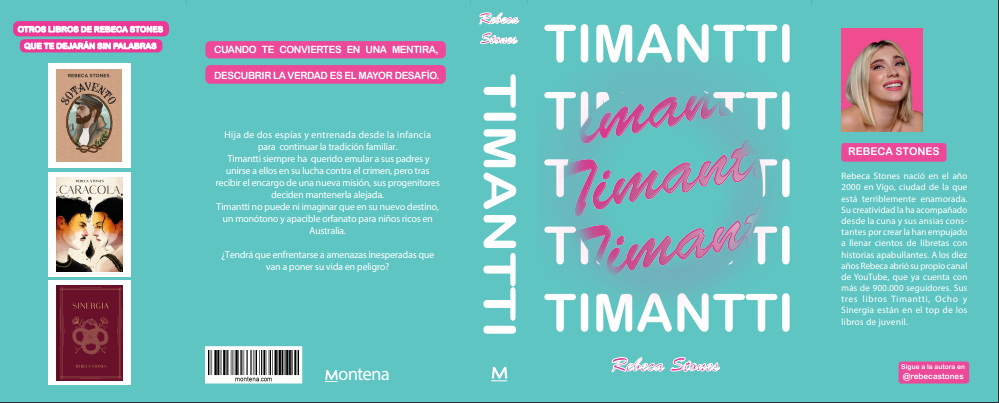 OTROS LIBROS DE REBECA STONES
QUE TE DEJARÁN SIN PALABRAS
REBECA STONES
SOTAVENTO
REBECA STONES
CARACOLA
SINERGIA
REBECA STONES
CUANDO TE CONVIERTES EN UNA MENTIRA,
DESCUBRIR LA VERDAD ES EL MAYOR DESAFÍO.
Hija de dos espías y entrenada desde la infancia
para continuar la tradición familiar.
Timantti siempre ha querido emular a sus padres y
unirse a ellos en su lucha contra el crimen, pero tras
recibir el encargo de una nueva misión, sus progenitores
deciden mantenerla alejada.
Timantti no puede ni imaginar que en su nuevo destino,
un monótono y apacible orfanato para niños ricos en
Australia.
¿Tendrá que enfrentarse a amenazas inesperadas que
van a poner su vida en peligro?
montena.com
Montena
Rebeca
Stones
TIMANTTI
M
TIMANTTI
TI TTI
Timant
TI TI
Timant
TI TI
Timant
TIMANTTI
Rebeca Stones
REBECA STONES
Rebeca Stones nació en el año
2000 en Vigo, ciudad de la que
está terriblemente enamorada.
Su creatividad la ha acompañado
desde la cuna y sus ansias cons-
tantes por crear la han empujado
a llenar cientos de libretas con
historias apabullantes. A los diez
años Rebeca abrió su propio canal
de YouTube, que ya cuenta con
más de 900.000 seguidores. Sus
tres libros Timantti, Ocho y
Sinergia están en el top de los
libros de juvenil.
Sigue a la autora en
@rebecastones